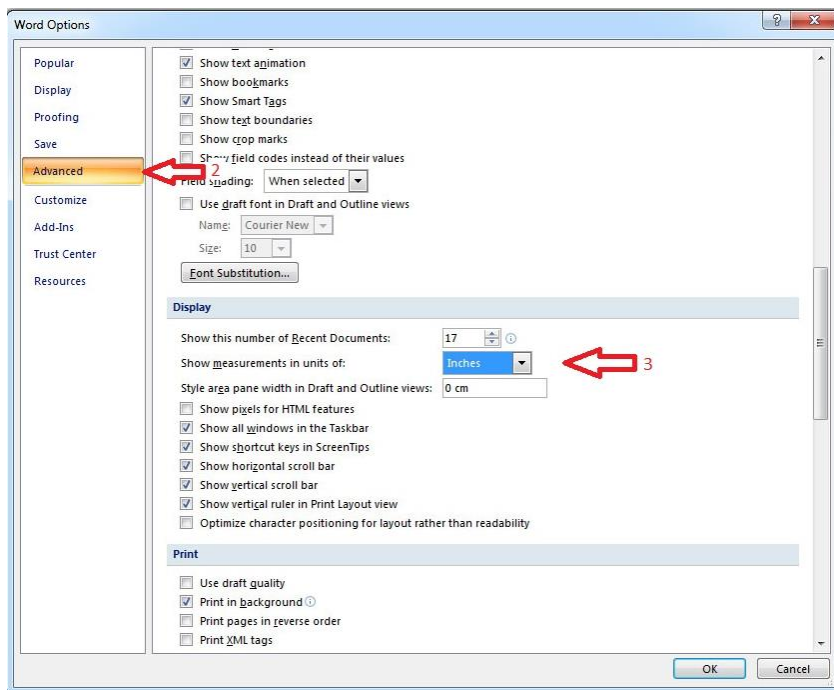 Word Options
Popular
Display
Proofing
Save
Advanced
Customize
Add-Ins
Trust Center
Resources
2
Show text animation
Show bookmarks
Show Smart Tags
Show text boundaries
Show crop marks
Show field codes instead of their values
Field shading: When selected
Use draft font in Draft and Outline views
Name: Courier New
Size: 10
Font Substitution...
Display
Show this number of Recent Documents: 17
Show measurements in units of: Inches 3
Style area pane width in Draft and Outline views: 0 cm
Show pixels for HTML features
Show all windows in the Taskbar
Show shortcut keys in ScreenTips
Show horizontal scroll bar
Show vertical scroll bar
Show vertical ruler in Print Layout view
Optimize character positioning for layout rather than readability
Print
Use draft quality
Print in background
Print pages in reverse order
Print XML tags
OK Cancel